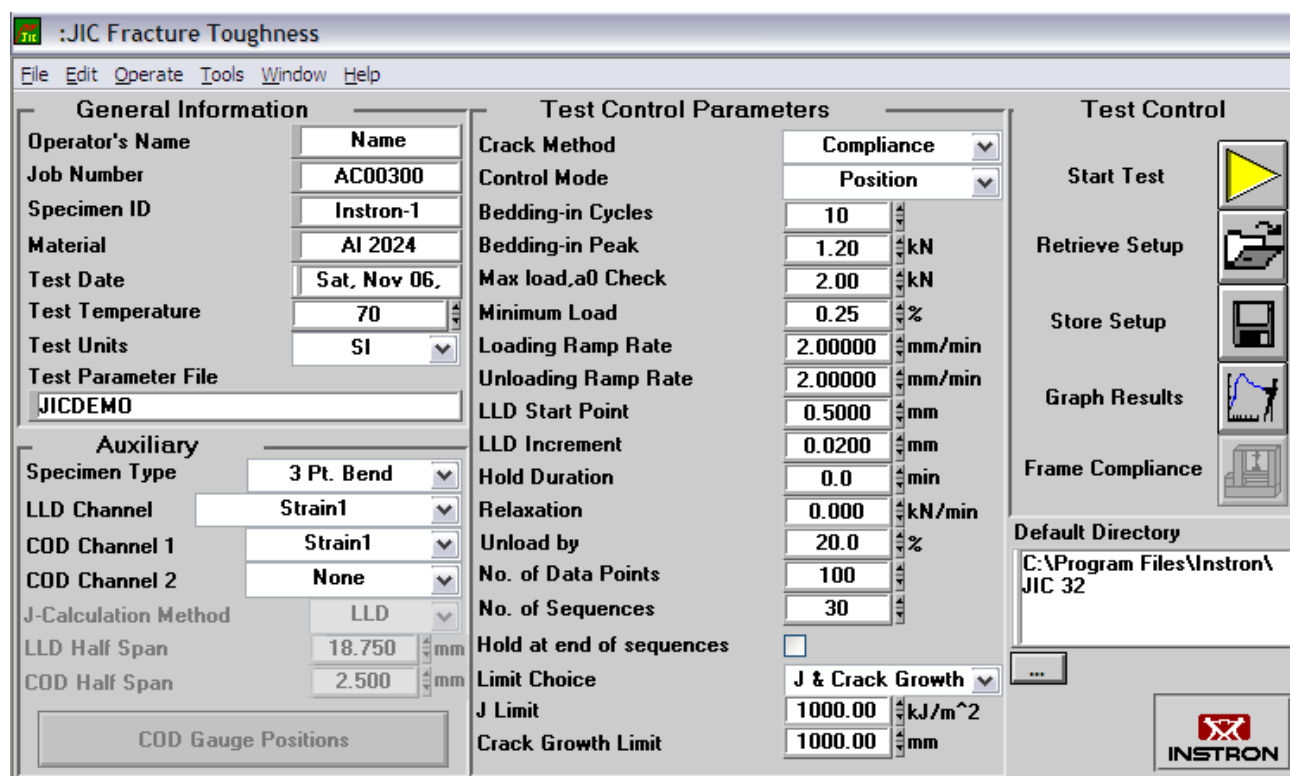 JIC :JIC Fracture Toughness
File Edit Operate Tools Window Help
General Information
Operator's Name Name
Job Number AC00300
Specimen ID Instron-1
Material Al 2024
Test Date Sat, Nov 06,
Test Temperature 70
Test Units SI
Test Parameter File
JICDEMO
Auxiliary
Specimen Type 3 Pt. Bend
LLD Channel Strain1
COD Channel 1 Strain1
COD Channel 2 None
J-Calculation Method LLD
LLD Half Span 18.750 mm
COD Half Span 2.500 mm
COD Gauge Positions
Test Control Parameters
Crack Method Compliance
Control Mode Position
Bedding-in Cycles 10
Bedding-in Peak 1.20 kN
Max load,a0 Check 2.00 kN
Minimum Load 0.25 %
Loading Ramp Rate 2.00000 mm/min
Unloading Ramp Rate 2.00000 mm/min
LLD Start Point 0.5000 mm
LLD Increment 0.0200 mm
Hold Duration 0.0 min
Relaxation 0.000 kN/min
Unload by 20.0 %
No. of Data Points 100
No. of Sequences 30
Hold at end of sequences
Limit Choice J & Crack Growth
J Limit 1000.00 kJ/m^2
Crack Growth Limit 1000.00 mm
Test Control
Start Test
Retrieve Setup
Store Setup
Graph Results
Frame Compliance
Default Directory
C:\Program Files\Instron\
JIC 32
...
INSTRON